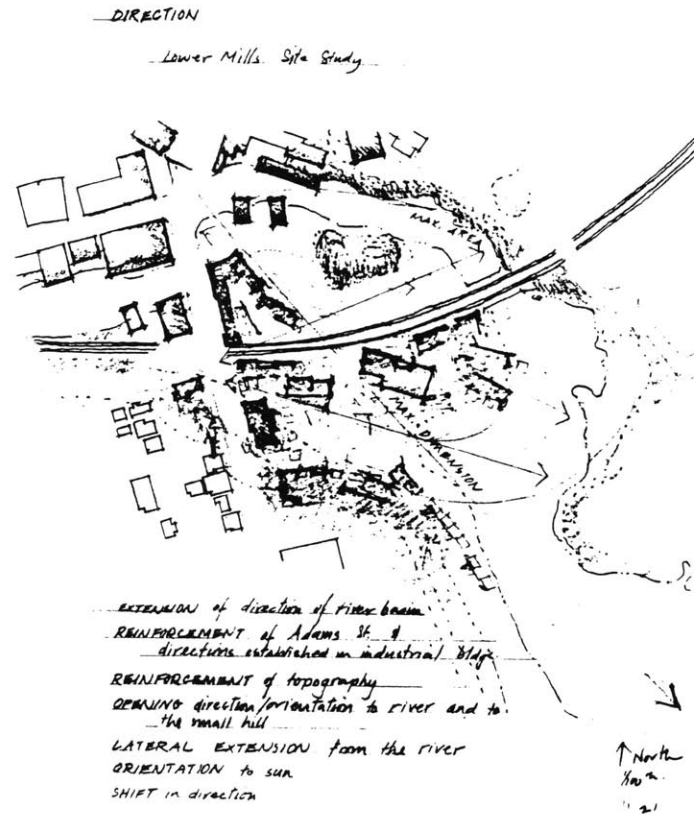 DIRECTION
Lower Mills Site Study
MAX. AREA
MAX. DIMENSION
EXTENSION of direction of river
REINFORCEMENT of Adams St. &
directions established in industrial bldgs
REINFORCEMENT of topography
OPENING direction/orientation to river and to
the small hill
LATERAL EXTENSION from the river
ORIENTATION to sun
SHIFT in direction
↑ North